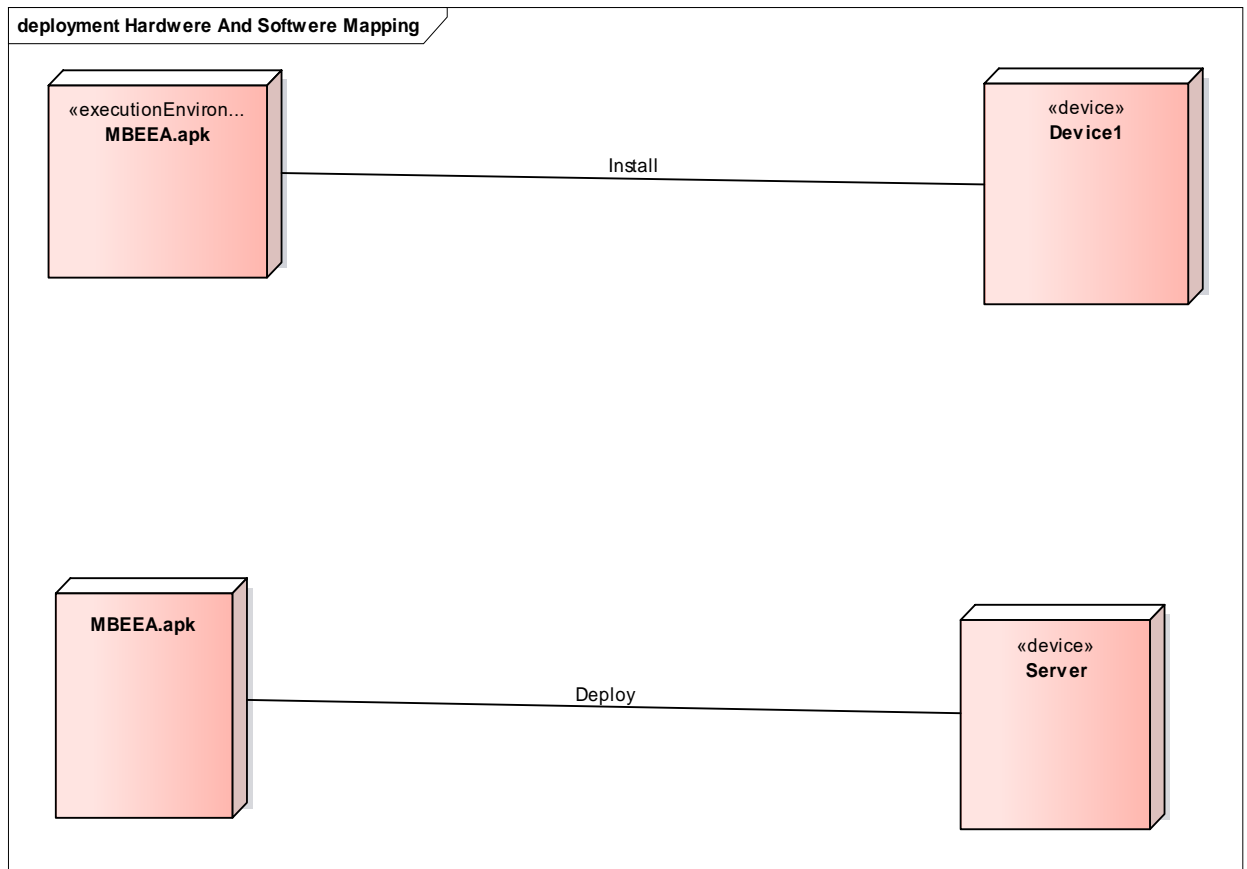 deployment Hardwere And Softwere Mapping
«executionEnviron...
MBEEA.apk
Install
«device»
Device1
MBEEA.apk
Deploy
«device»
Server